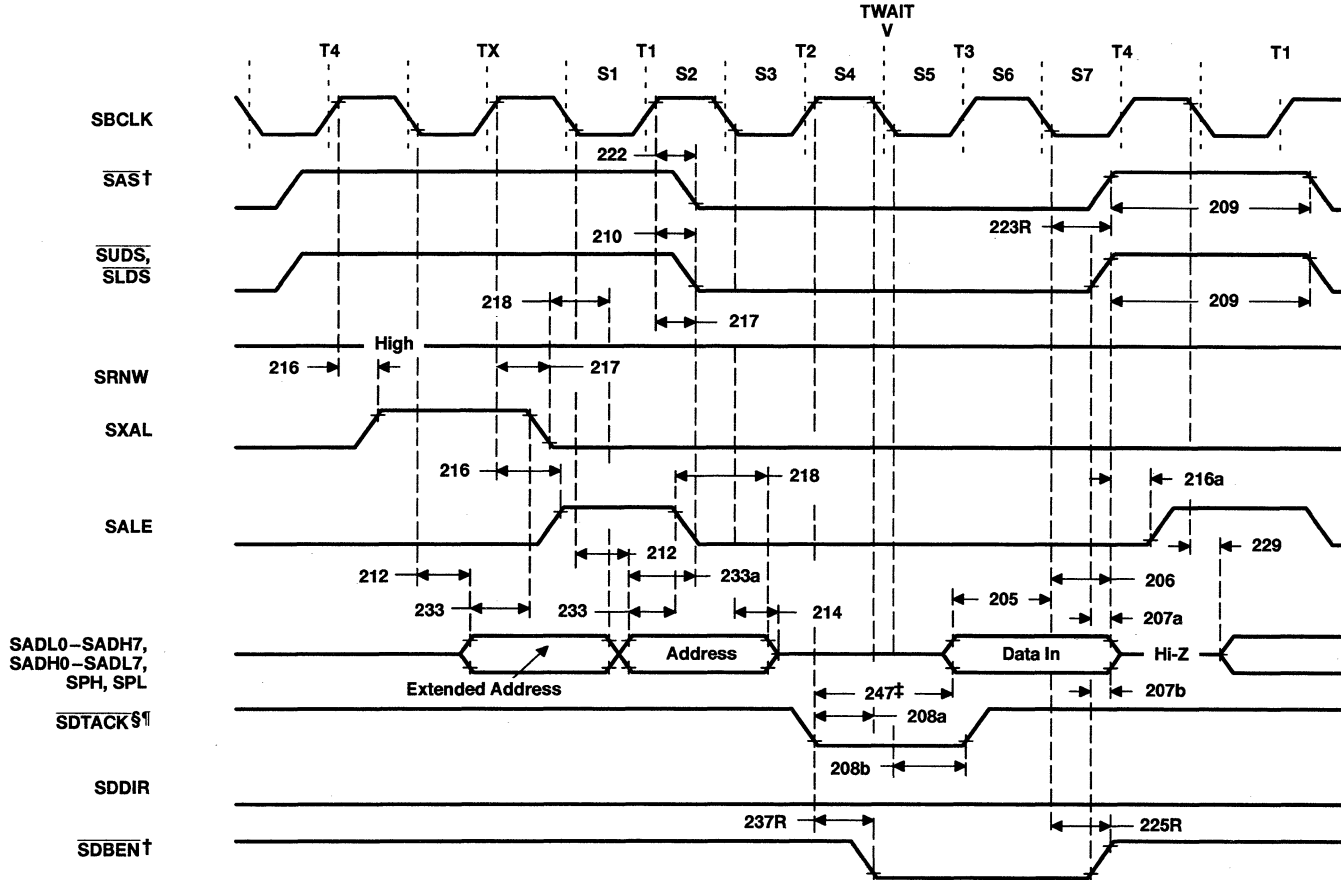 TWAIT
V
T4 TX T1 T2 T3 T4 T1
S1 S2 S3 S4 S5 S6 S7
SBCLK
222
SAS†
209
223R
210
SUDS,
SLDS
218
209
217
High
216
217
SRNW
SXAL
216
218
216a
SALE
212
229
212
233a
206
233
233
214
205
207a
SADL0–SADH7,
SADH0–SADL7,
SPH, SPL
Address
Data In
Hi-Z
Extended Address
247‡
207b
SDTACK§¶
208a
208b
SDDIR
237R
225R
SDBEN†